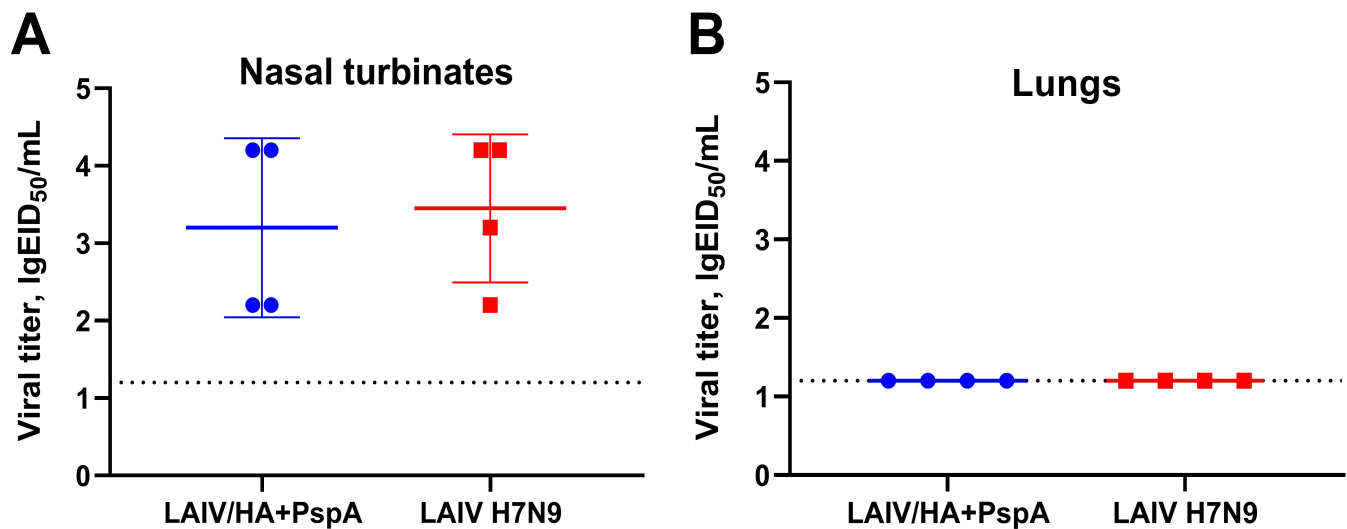 A
Nasal turbinates
Viral titer, lgEID50/mL
5
4
3
2
1
0
LAIV/HA+PspA
LAIV H7N9
B
Lungs
Viral titer, lgEID50/mL
5
4
3
2
1
0
LAIV/HA+PspA
LAIV H7N9